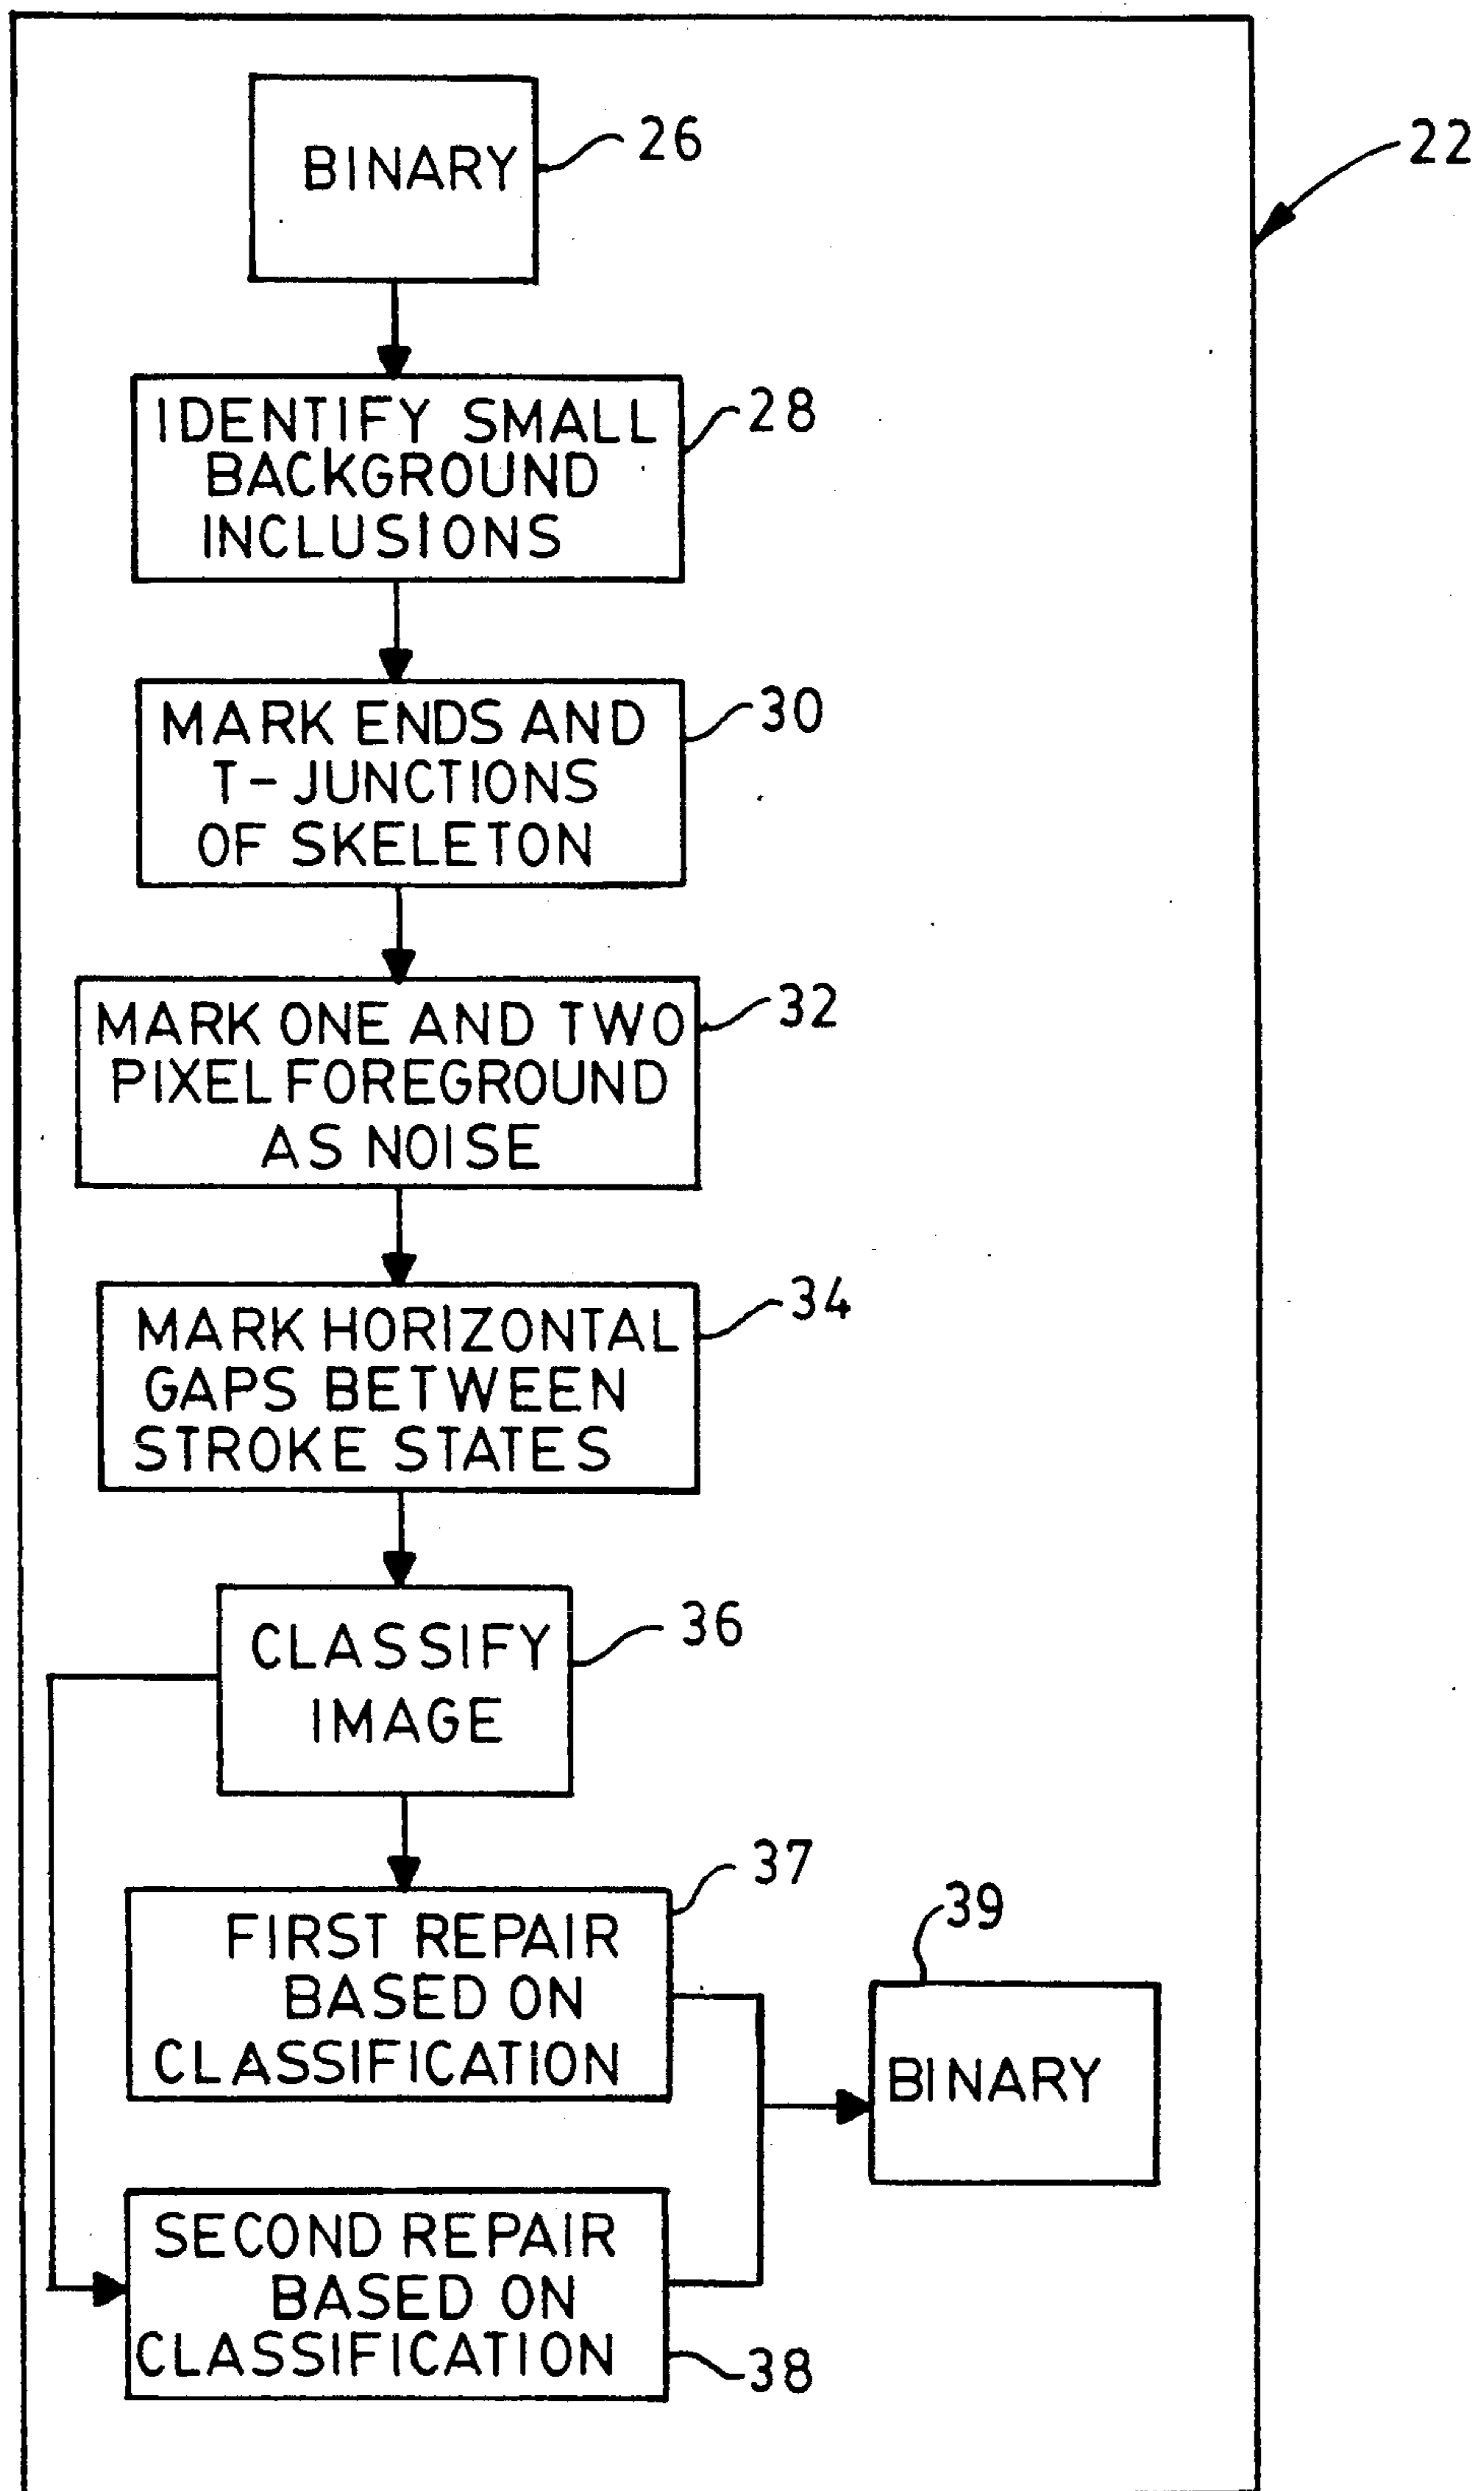 BINARY
26
22
IDENTIFY SMALL
BACKGROUND
INCLUSIONS
28
MARK ENDS AND
T-JUNCTIONS
OF SKELETON
30
MARK ONE AND TWO
PIXEL FOREGROUND
AS NOISE
32
MARK HORIZONTAL
GAPS BETWEEN
STROKE STATES
34
CLASSIFY
IMAGE
36
FIRST REPAIR
BASED ON
CLASSIFICATION
37
39
BINARY
SECOND REPAIR
BASED ON
CLASSIFICATION
38